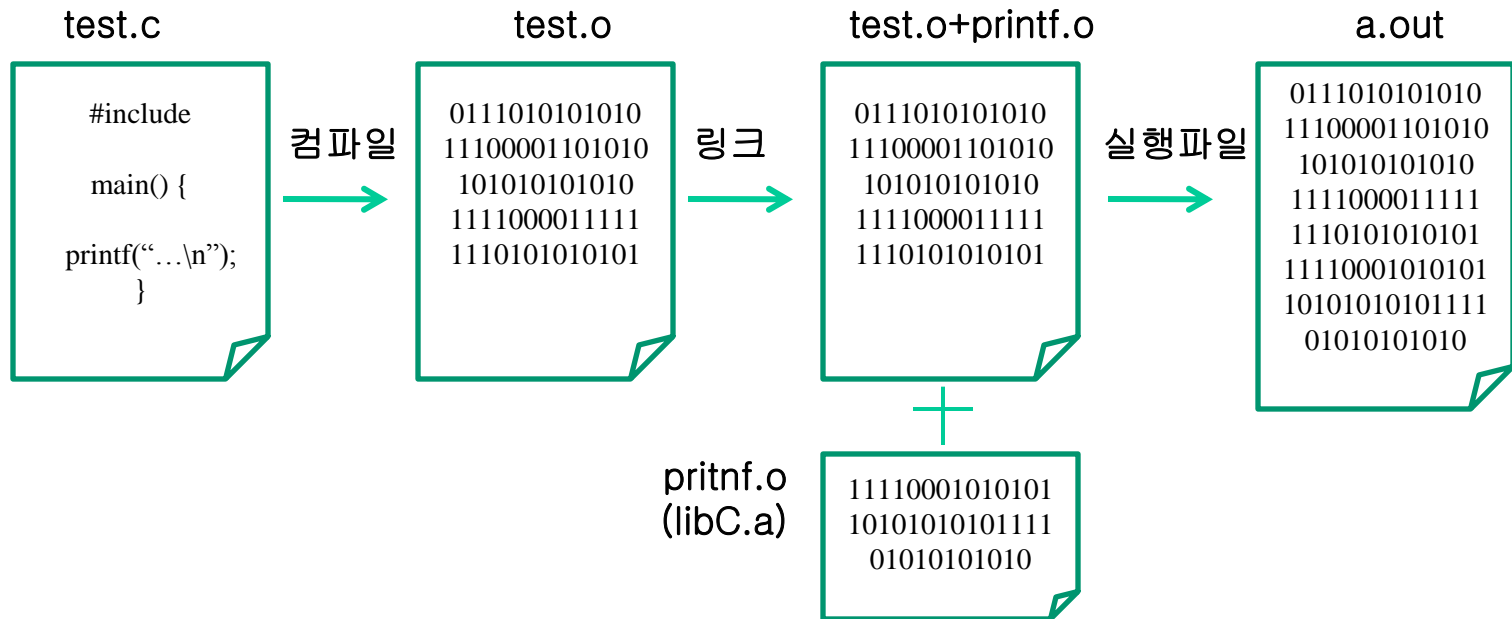 test.c
#include
main() {
printf(“…\n”);
}
컴파일
test.o
0111010101010
11100001101010
101010101010
1111000011111
1110101010101
링크
test.o+printf.o
0111010101010
11100001101010
101010101010
1111000011111
1110101010101
pritnf.o
(libC.a)
11110001010101
10101010101111
01010101010
실행파일
a.out
0111010101010
11100001101010
101010101010
1111000011111
1110101010101
11110001010101
10101010101111
01010101010